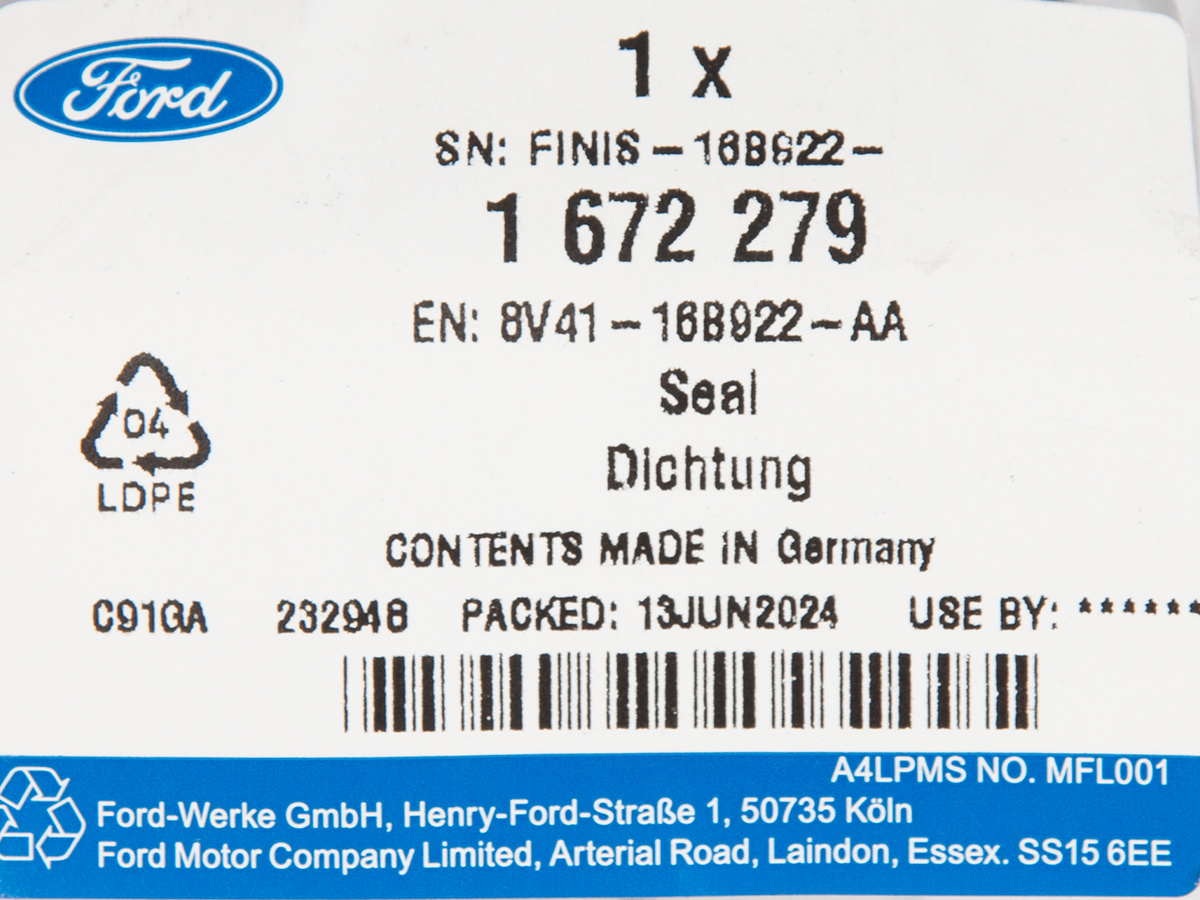 Ford
1 x
SN: FINIS - 16B922 -
1 672 279
EN: 8V41 - 16B922 - AA
Seal
Dichtung
04
LDPE
CONTENTS MADE IN Germany
C91GA 232946 PACKED: 13JUN2024 USE BY: ******
A4LPMS NO. MFL001
Ford-Werke GmbH, Henry-Ford-Straße 1, 50735 Köln
Ford Motor Company Limited, Arterial Road, Laindon, Essex. SS15 6EE